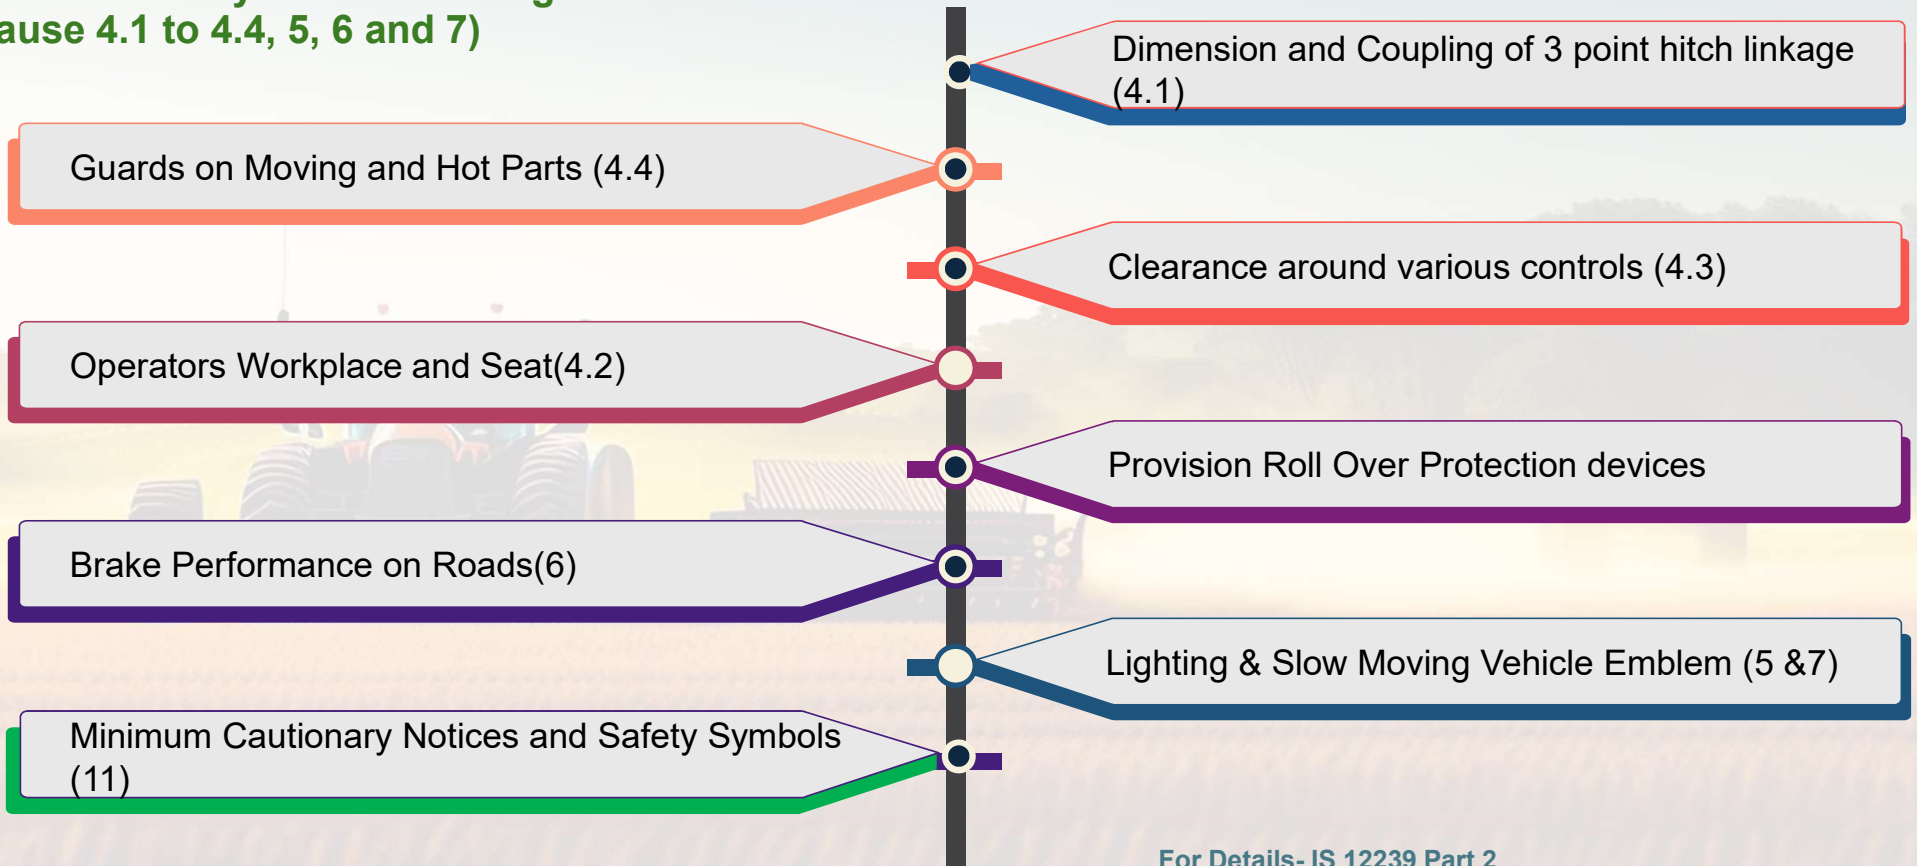 ause 4.1 to 4.4, 5, 6 and 7)
Dimension and Coupling of 3 point hitch linkage
(4.1)
Guards on Moving and Hot Parts (4.4)
Clearance around various controls (4.3)
Operators Workplace and Seat(4.2)
Provision Roll Over Protection devices
Brake Performance on Roads(6)
Lighting & Slow Moving Vehicle Emblem (5 &7)
Minimum Cautionary Notices and Safety Symbols
(11)
For Details- IS 12239 Part 2